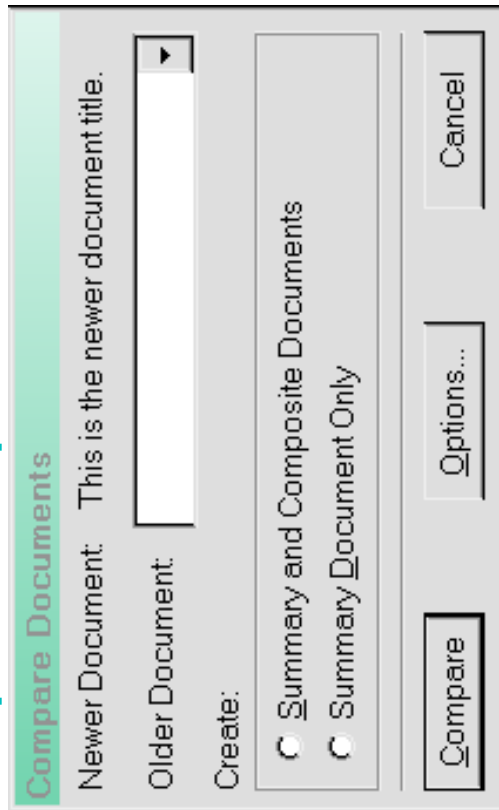 Compare Documents
Newer Document: This is the newer document title.
Older Document:
Create:
Summary and Composite Documents
Summary Document Only
Compare Options... Cancel